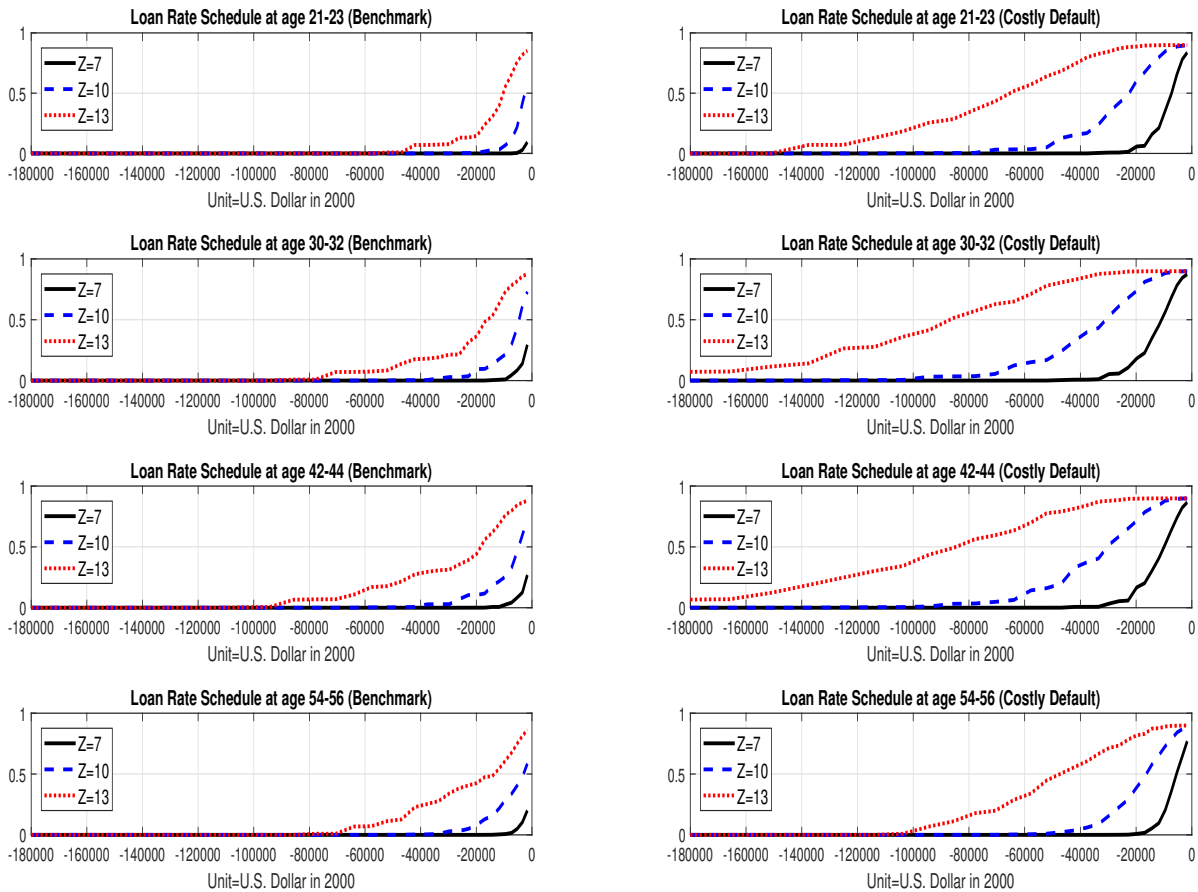 Loan Rate Schedule at age 21-23 (Benchmark)
1
0.5
0
Z=7
Z=10
Z=13
-180000 -160000 -140000 -120000 -100000 -80000 -60000 -40000 -20000 0
Unit=U.S. Dollar in 2000
Loan Rate Schedule at age 21-23 (Costly Default)
1
0.5
0
Z=7
Z=10
Z=13
-180000 -160000 -140000 -120000 -100000 -80000 -60000 -40000 -20000 0
Unit=U.S. Dollar in 2000
Loan Rate Schedule at age 30-32 (Benchmark)
1
0.5
0
Z=7
Z=10
Z=13
-180000 -160000 -140000 -120000 -100000 -80000 -60000 -40000 -20000 0
Unit=U.S. Dollar in 2000
Loan Rate Schedule at age 30-32 (Costly Default)
1
0.5
0
Z=7
Z=10
Z=13
-180000 -160000 -140000 -120000 -100000 -80000 -60000 -40000 -20000 0
Unit=U.S. Dollar in 2000
Loan Rate Schedule at age 42-44 (Benchmark)
1
0.5
0
Z=7
Z=10
Z=13
-180000 -160000 -140000 -120000 -100000 -80000 -60000 -40000 -20000 0
Unit=U.S. Dollar in 2000
Loan Rate Schedule at age 42-44 (Costly Default)
1
0.5
0
Z=7
Z=10
Z=13
-180000 -160000 -140000 -120000 -100000 -80000 -60000 -40000 -20000 0
Unit=U.S. Dollar in 2000
Loan Rate Schedule at age 54-56 (Benchmark)
1
0.5
0
Z=7
Z=10
Z=13
-180000 -160000 -140000 -120000 -100000 -80000 -60000 -40000 -20000 0
Unit=U.S. Dollar in 2000
Loan Rate Schedule at age 54-56 (Costly Default)
1
0.5
0
Z=7
Z=10
Z=13
-180000 -160000 -140000 -120000 -100000 -80000 -60000 -40000 -20000 0
Unit=U.S. Dollar in 2000